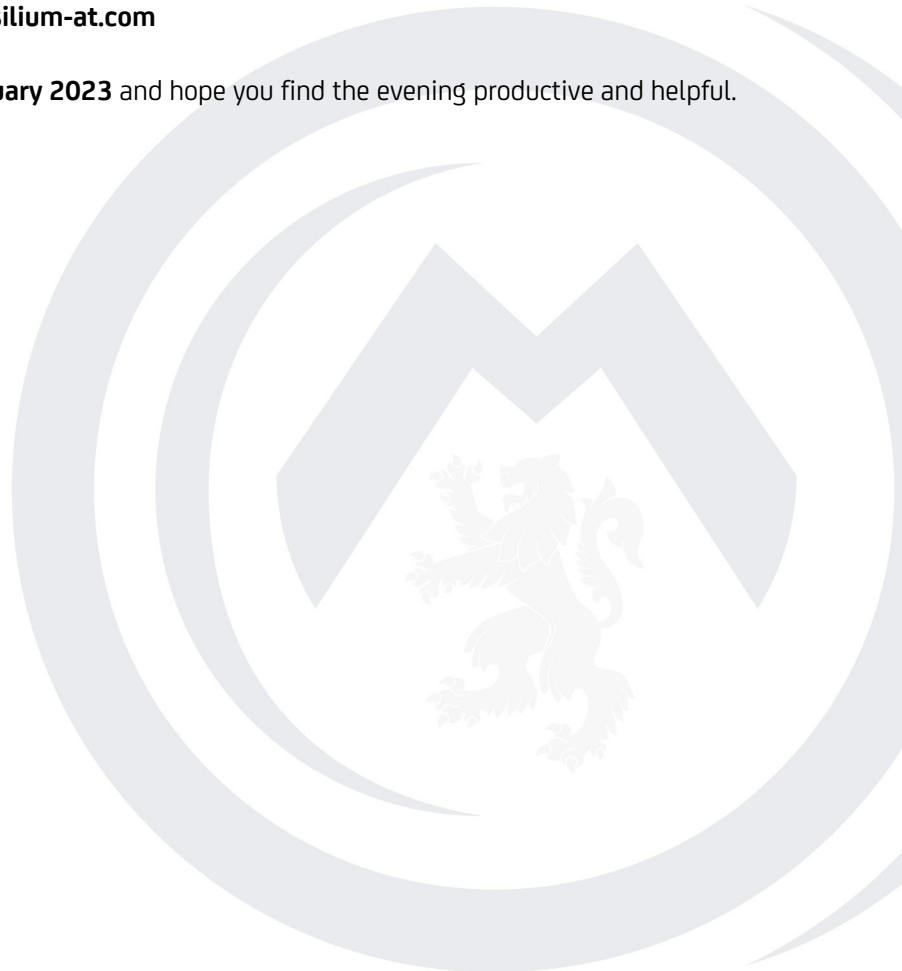 silium-at.com
uary 2023 and hope you find the evening productive and helpful.